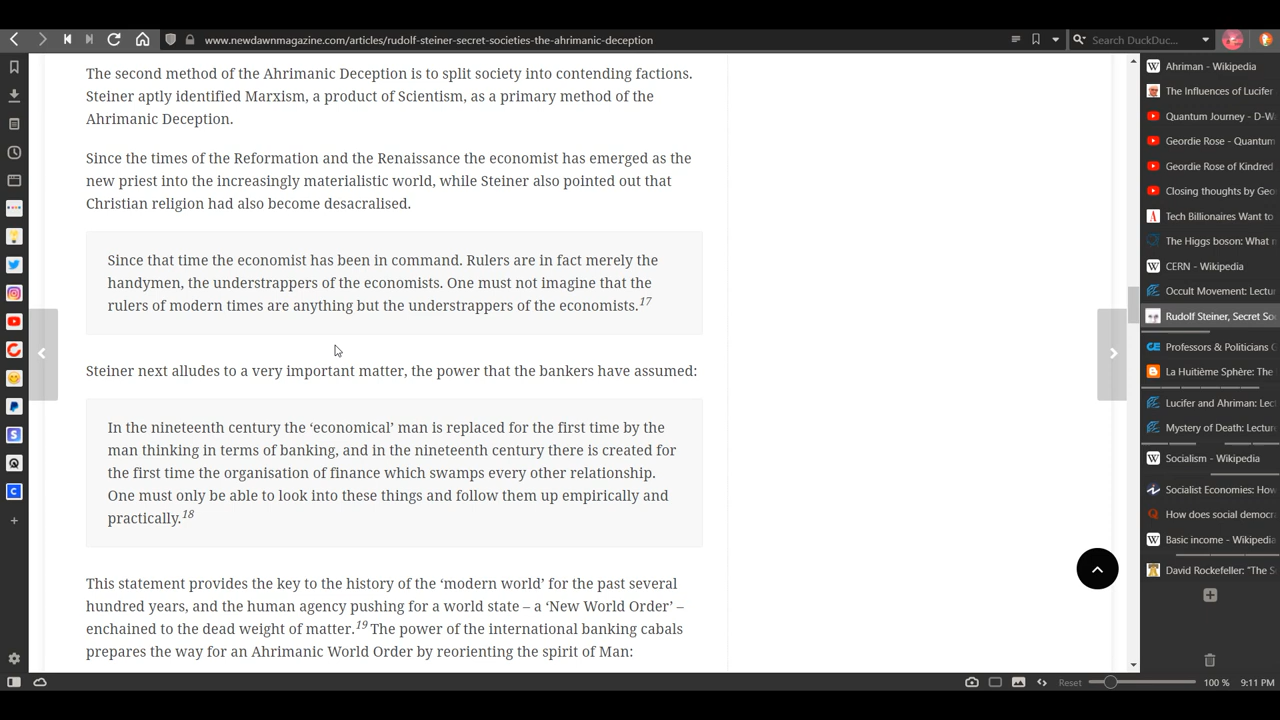 www.newdawnmagazine.com/articles/rudolf-steiner-secret-societies-the-ahrimanic-deception
Search DuckDuc...
The second method of the Ahrimanic Deception is to split society into contending factions.
Steiner aptly identified Marxism, a product of Scientism, as a primary method of the
Ahrimanic Deception.
Since the times of the Reformation and the Renaissance the economist has emerged as the
new priest into the increasingly materialistic world, while Steiner also pointed out that
Christian religion had also become desacralised.
Since that time the economist has been in command. Rulers are in fact merely the
handymen, the understrappers of the economists. One must not imagine that the
rulers of modern times are anything but the understrappers of the economists.17
Steiner next alludes to a very important matter, the power that the bankers have assumed:
In the nineteenth century the ‘economical’ man is replaced for the first time by the
man thinking in terms of banking, and in the nineteenth century there is created for
the first time the organisation of finance which swamps every other relationship.
One must only be able to look into these things and follow them up empirically and
practically.18
This statement provides the key to the history of the ‘modern world’ for the past several
hundred years, and the human agency pushing for a world state – a ‘New World Order’ –
enchained to the dead weight of matter.19 The power of the international banking cabals
prepares the way for an Ahrimanic World Order by reorienting the spirit of Man:
Ahriman - Wikipedia
The Influences of Lucifer
Quantum Journey - D-W
Geordie Rose - Quantum
Geordie Rose of Kindred
Closing thoughts by Geo
Tech Billionaires Want to
The Higgs boson: What
CERN - Wikipedia
Occult Movement: Lectu
Rudolf Steiner, Secret So
Professors & Politicians
La Huitième Sphère: The
Lucifer and Ahriman: Lec
Mystery of Death: Lecture
Socialism - Wikipedia
Socialist Economies: How
How does social democr
Basic income - Wikipedia
David Rockefeller: "The S
Reset
100 %
9:11 PM